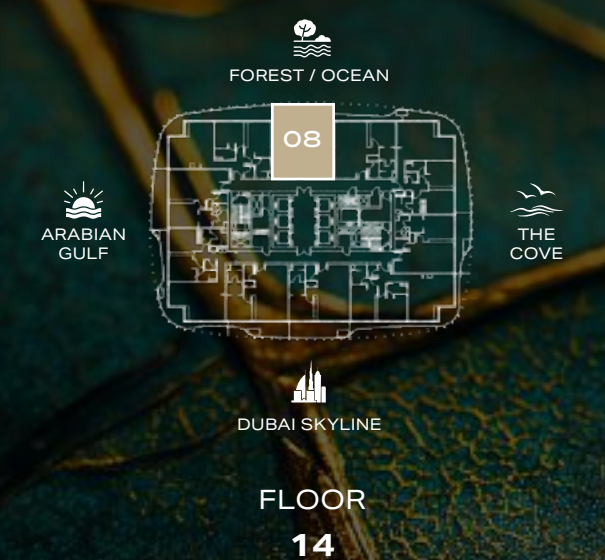 FOREST / OCEAN
08
ARABIAN
GULF
THE
COVE
DUBAI SKYLINE
FLOOR
14